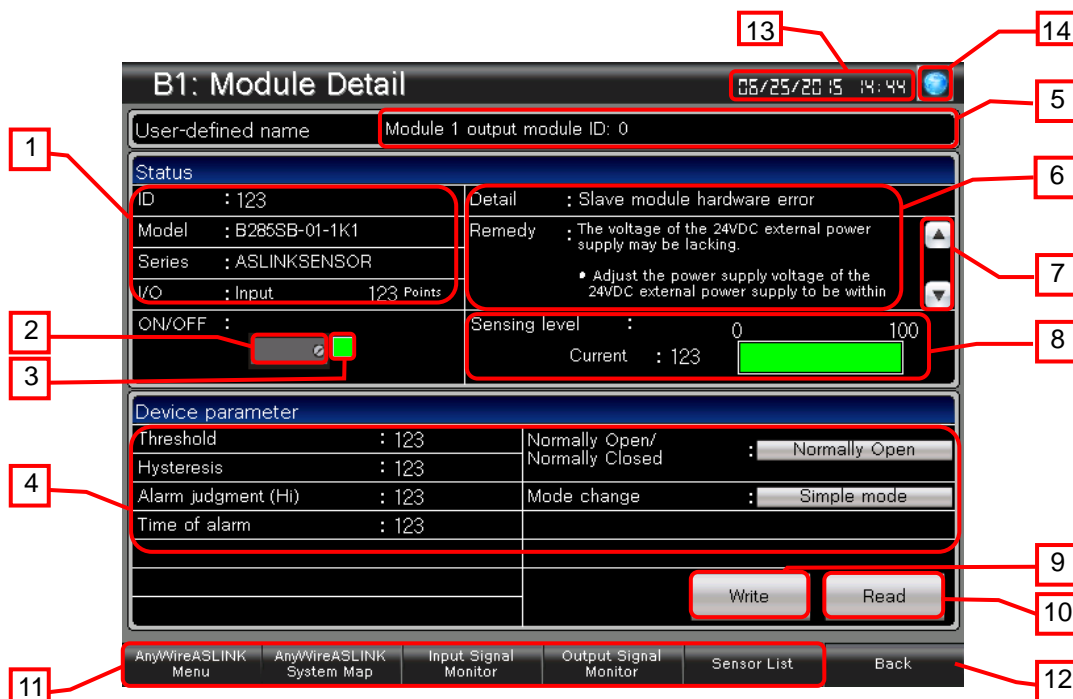 13
14
B1: Module Detail
06/25/2015 14:44
5
User-defined name Module 1 output module ID: 0
1
Status
6
ID : 123
Detail : Slave module hardware error
Model : B285SB-01-1K1
Remedy : The voltage of the 24VDC external power
supply may be lacking.
Series : ASLINKSENSOR
• Adjust the power supply voltage of the
24VDC external power supply to be within
7
I/O : Input 123 Points
2
ON/OFF :
Sensing level : 0 100
8
Current : 123
3
Device parameter
Threshold : 123
Normally Open/
Normally Closed : Normally Open
Hysteresis : 123
4
Alarm judgment (Hi) : 123
Mode change : Simple mode
Time of alarm : 123
9
Write Read
10
AnyWireASLINK
Menu
AnyWireASLINK
System Map
Input Signal
Monitor
Output Signal
Monitor
Sensor List
Back
11
12